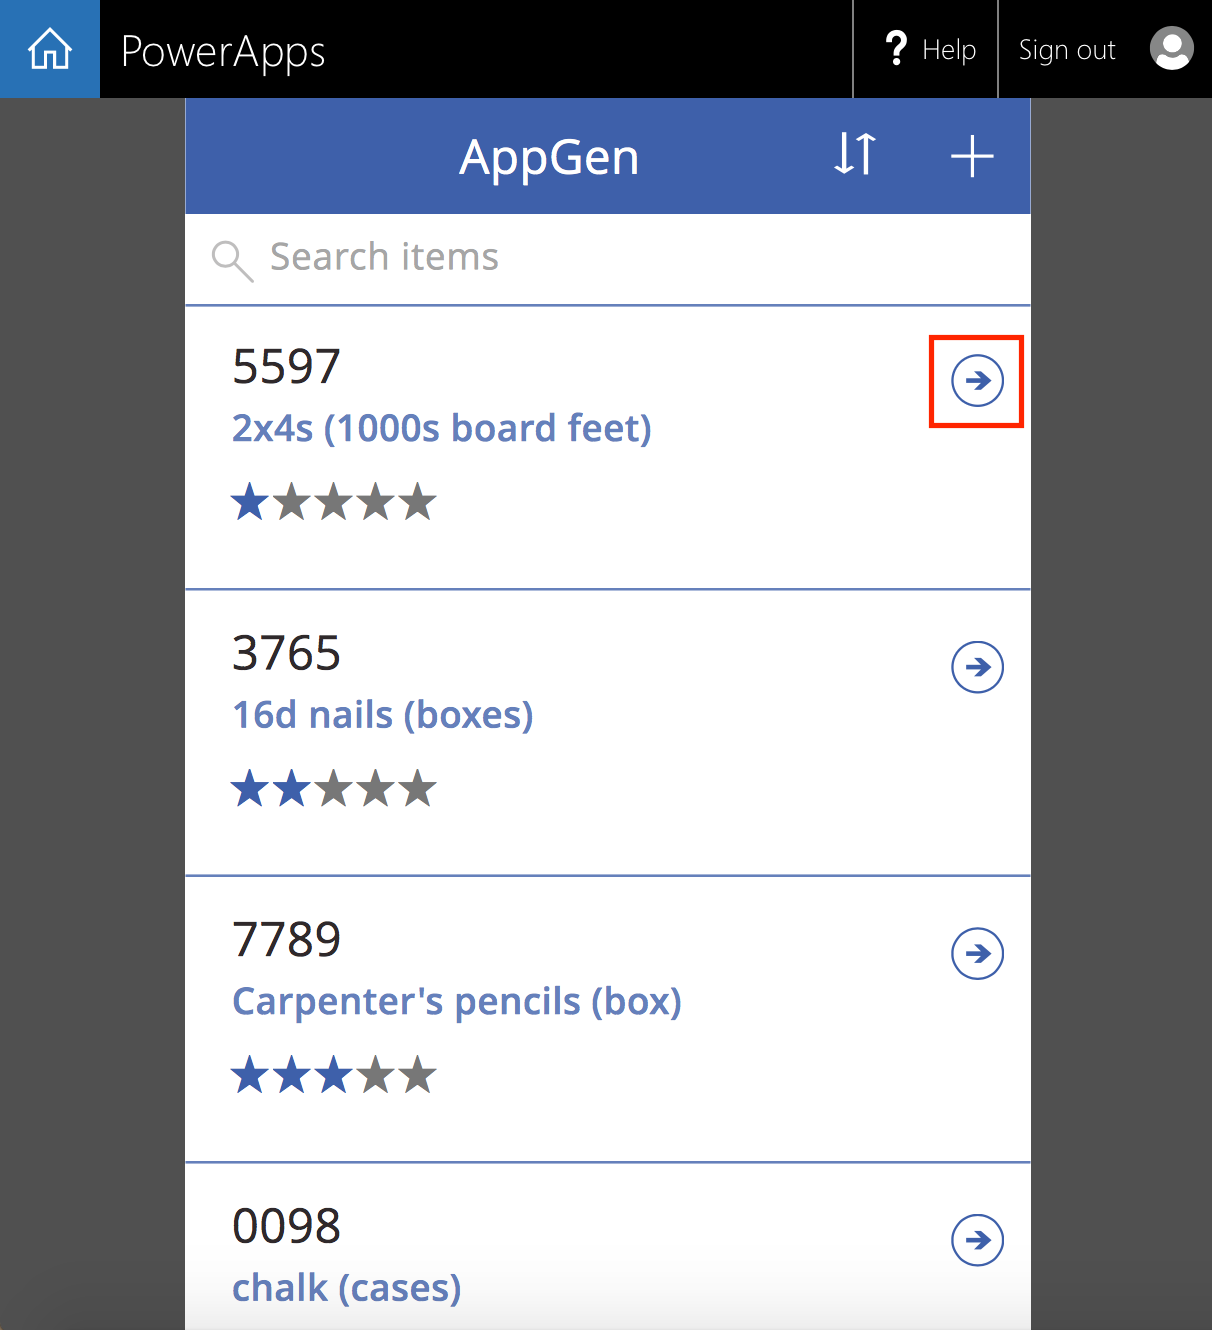 PowerApps
? Help
Sign out
AppGen
Search items
5597
2x4s (1000s board feet)
3765
16d nails (boxes)
7789
Carpenter's pencils (box)
0098
chalk (cases)